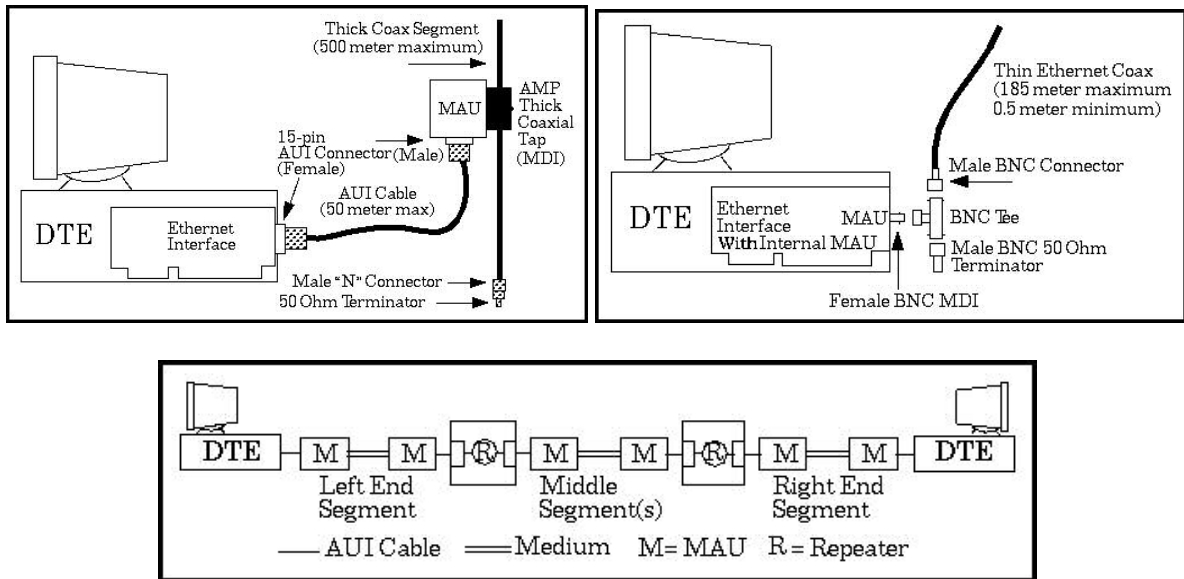 Thick Coax Segment
(500 meter maximum)
MAU
AMP
Thick
Coaxial
Tap
(MDI)
15-pin
AUI Connector (Male)
(Female)
AUI Cable
(50 meter max)
DTE
Ethernet
Interface
Male "N" Connector
50 Ohm Terminator
Thin Ethernet Coax
(185 meter maximum
0.5 meter minimum)
Male BNC Connector
DTE
Ethernet
Interface
With Internal MAU
MAU
BNC Tee
Male BNC 50 Ohm
Terminator
Female BNC MDI
DTE M M R M M R M M DTE
Left End
Segment
Middle
Segment(s)
Right End
Segment
AUI Cable Medium M= MAU R = Repeater